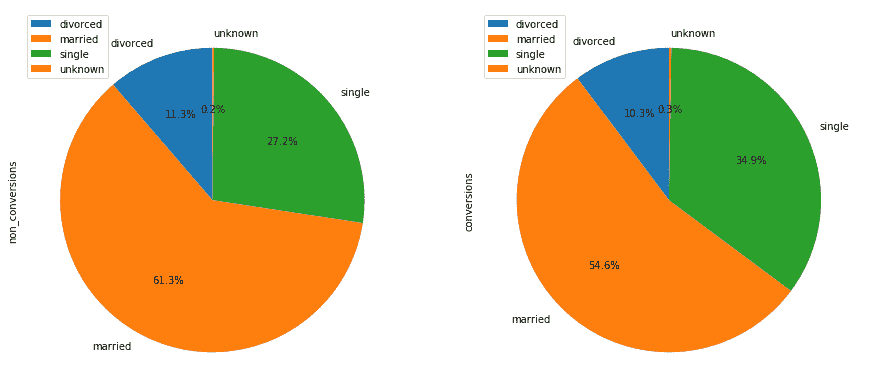 divorced
married
single
unknown
divorced
unknown
single
married
11.3%
0.2%
27.2%
61.3%
non_conversions
divorced
married
single
unknown
divorced
unknown
single
married
10.3%
0.3%
34.9%
54.6%
conversions